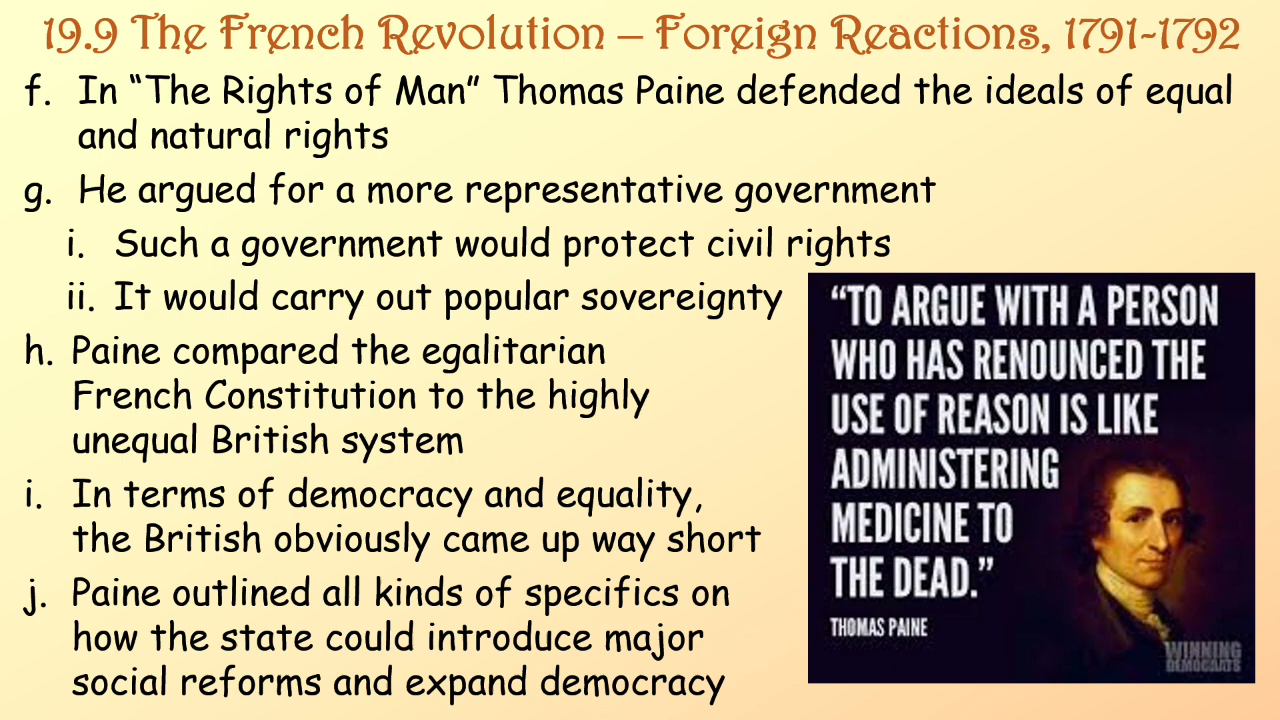 19.9 The French Revolution – Foreign Reactions, 1791-1792
f. In “The Rights of Man” Thomas Paine defended the ideals of equal
and natural rights
g. He argued for a more representative government
i. Such a government would protect civil rights
ii. It would carry out popular sovereignty
h. Paine compared the egalitarian
French Constitution to the highly
unequal British system
i. In terms of democracy and equality,
the British obviously came up way short
j. Paine outlined all kinds of specifics on
how the state could introduce major
social reforms and expand democracy
“TO ARGUE WITH A PERSON
WHO HAS RENOUNCED THE
USE OF REASON IS LIKE
ADMINISTERING
MEDICINE TO
THE DEAD.”
THOMAS PAINE
WINNING
DEMOCRATS